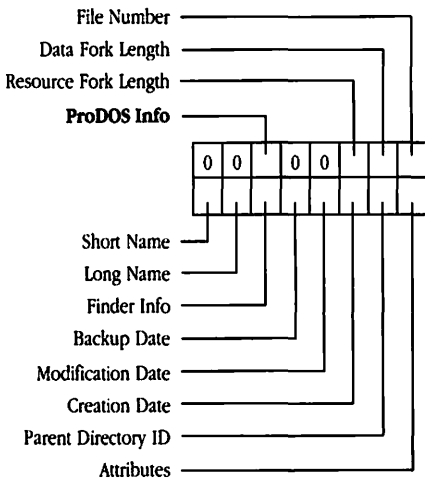 File Number
Data Fork Length
Resource Fork Length
ProDOS Info
0 0 0 0
Short Name
Long Name
Finder Info
Backup Date
Modification Date
Creation Date
Parent Directory ID
Attributes